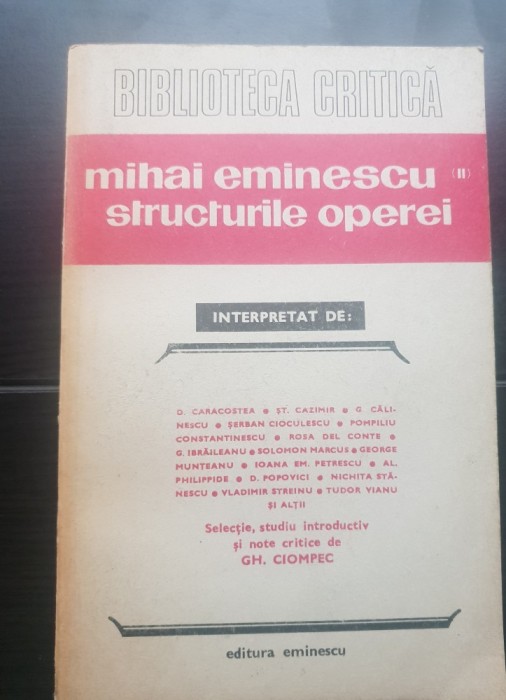 BIBLIOTECA CRITICĂ
mihai eminescu (II)
structurile operei
INTERPRETAT DE:
D. CARACOSTEA ● ŞT. CAZIMIR ● G. CĂLI-
NESCU ● ŞERBAN CIOCULESCU ● POMPILIU
CONSTANTINESCU ● ROSA DEL CONTE ●
G. IBRĂILEANU ● SOLOMON MARCUS ● GEORGE
MUNTEANU ● IOANA EM. PETRESCU ● AL.
PHILIPPIDE ● D. POPOVICI ● NICHITA STĂ-
NESCU ● VLADIMIR STREINU ● TUDOR VIANU
ŞI ALŢII
Selecţie, studiu introductiv
şi note critice de
GH. CIOMPEC
editura eminescu